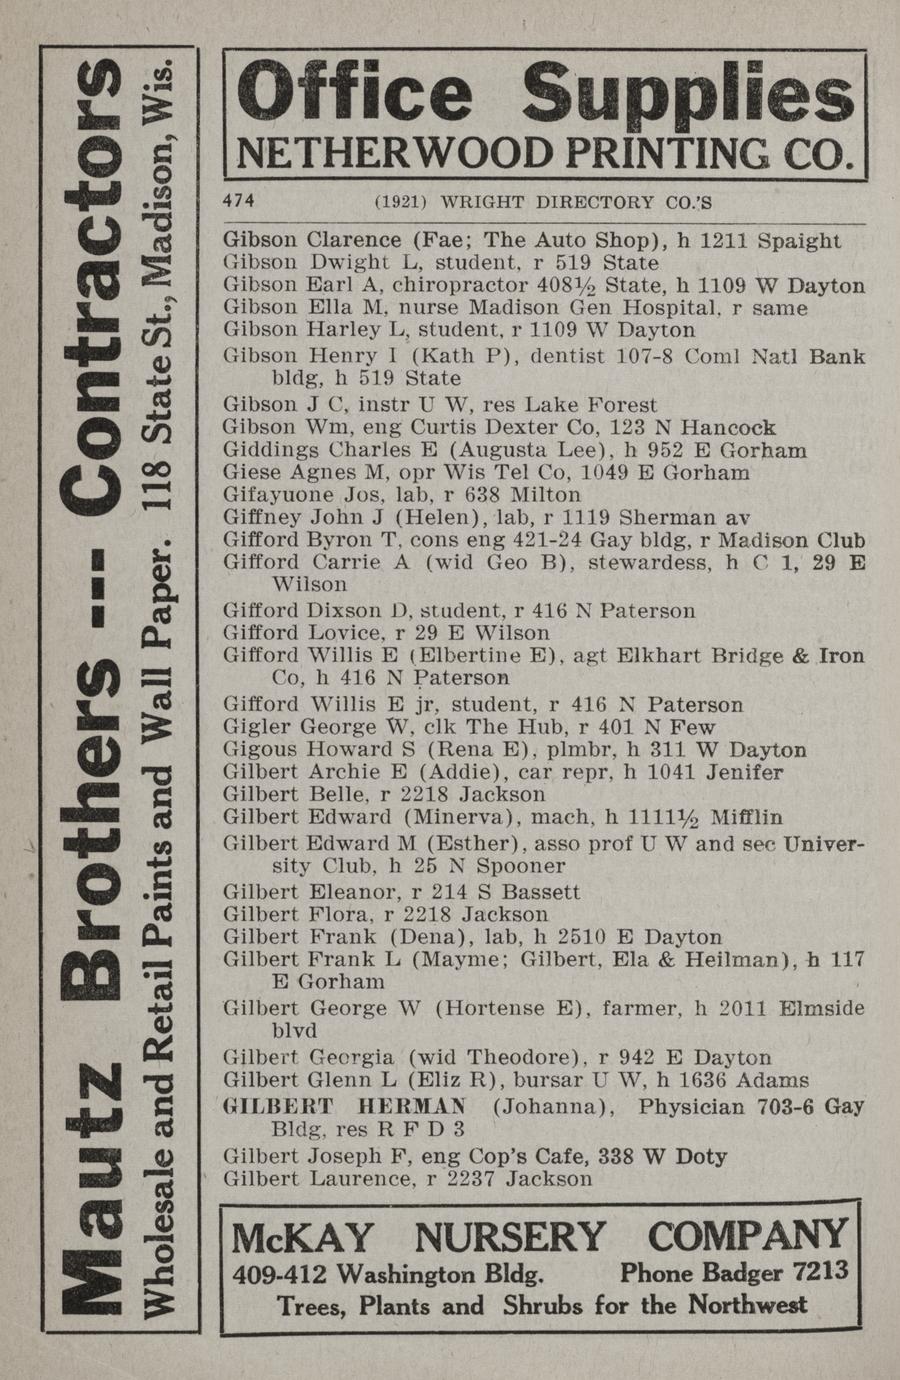 Mautz Brothers --- Contractors
Wholesale and Retail Paints and Wall Paper. 118 State St., Madison, Wis.
Office Supplies
NETHERWOOD PRINTING CO.
474 (1921) WRIGHT DIRECTORY CO.'S
Gibson Clarence (Fae; The Auto Shop), h 1211 Spaight
Gibson Dwight L, student, r 519 State
Gibson Earl A, chiropractor 408½ State, h 1109 W Dayton
Gibson Ella M, nurse Madison Gen Hospital, r same
Gibson Harley L, student, r 1109 W Dayton
Gibson Henry I (Kath P), dentist 107-8 Coml Natl Bank
bldg, h 519 State
Gibson J C, instr U W, res Lake Forest
Gibson Wm, eng Curtis Dexter Co, 123 N Hancock
Giddings Charles E (Augusta Lee), h 952 E Gorham
Giese Agnes M, opr Wis Tel Co, 1049 E Gorham
Gifayuone Jos, lab, r 638 Milton
Giffney John J (Helen), lab, r 1119 Sherman av
Gifford Byron T, cons eng 421-24 Gay bldg, r Madison Club
Gifford Carrie A (wid Geo B), stewardess, h C 1, 29 E
Wilson
Gifford Dixson D, student, r 416 N Paterson
Gifford Lovice, r 29 E Wilson
Gifford Willis E (Elbertine E), agt Elkhart Bridge & Iron
Co, h 416 N Paterson
Gifford Willis E jr, student, r 416 N Paterson
Gigler George W, clk The Hub, r 401 N Few
Gigous Howard S (Rena E), plmbr, h 311 W Dayton
Gilbert Archie E (Addie), car repr, h 1041 Jenifer
Gilbert Belle, r 2218 Jackson
Gilbert Edward (Minerva), mach, h 1111½ Mifflin
Gilbert Edward M (Esther), asso prof U W and sec Univer-
sity Club, h 25 N Spooner
Gilbert Eleanor, r 214 S Bassett
Gilbert Flora, r 2218 Jackson
Gilbert Frank (Dena), lab, h 2510 E Dayton
Gilbert Frank L (Mayme; Gilbert, Ela & Heilman), h 117
E Gorham
Gilbert George W (Hortense E), farmer, h 2011 Elmside
blvd
Gilbert Georgia (wid Theodore), r 942 E Dayton
Gilbert Glenn L (Eliz R), bursar U W, h 1636 Adams
GILBERT HERMAN (Johanna), Physician 703-6 Gay
Bldg, res R F D 3
Gilbert Joseph F, eng Cop's Cafe, 338 W Doty
Gilbert Laurence, r 2237 Jackson
McKAY NURSERY COMPANY
409-412 Washington Bldg. Phone Badger 7213
Trees, Plants and Shrubs for the Northwest